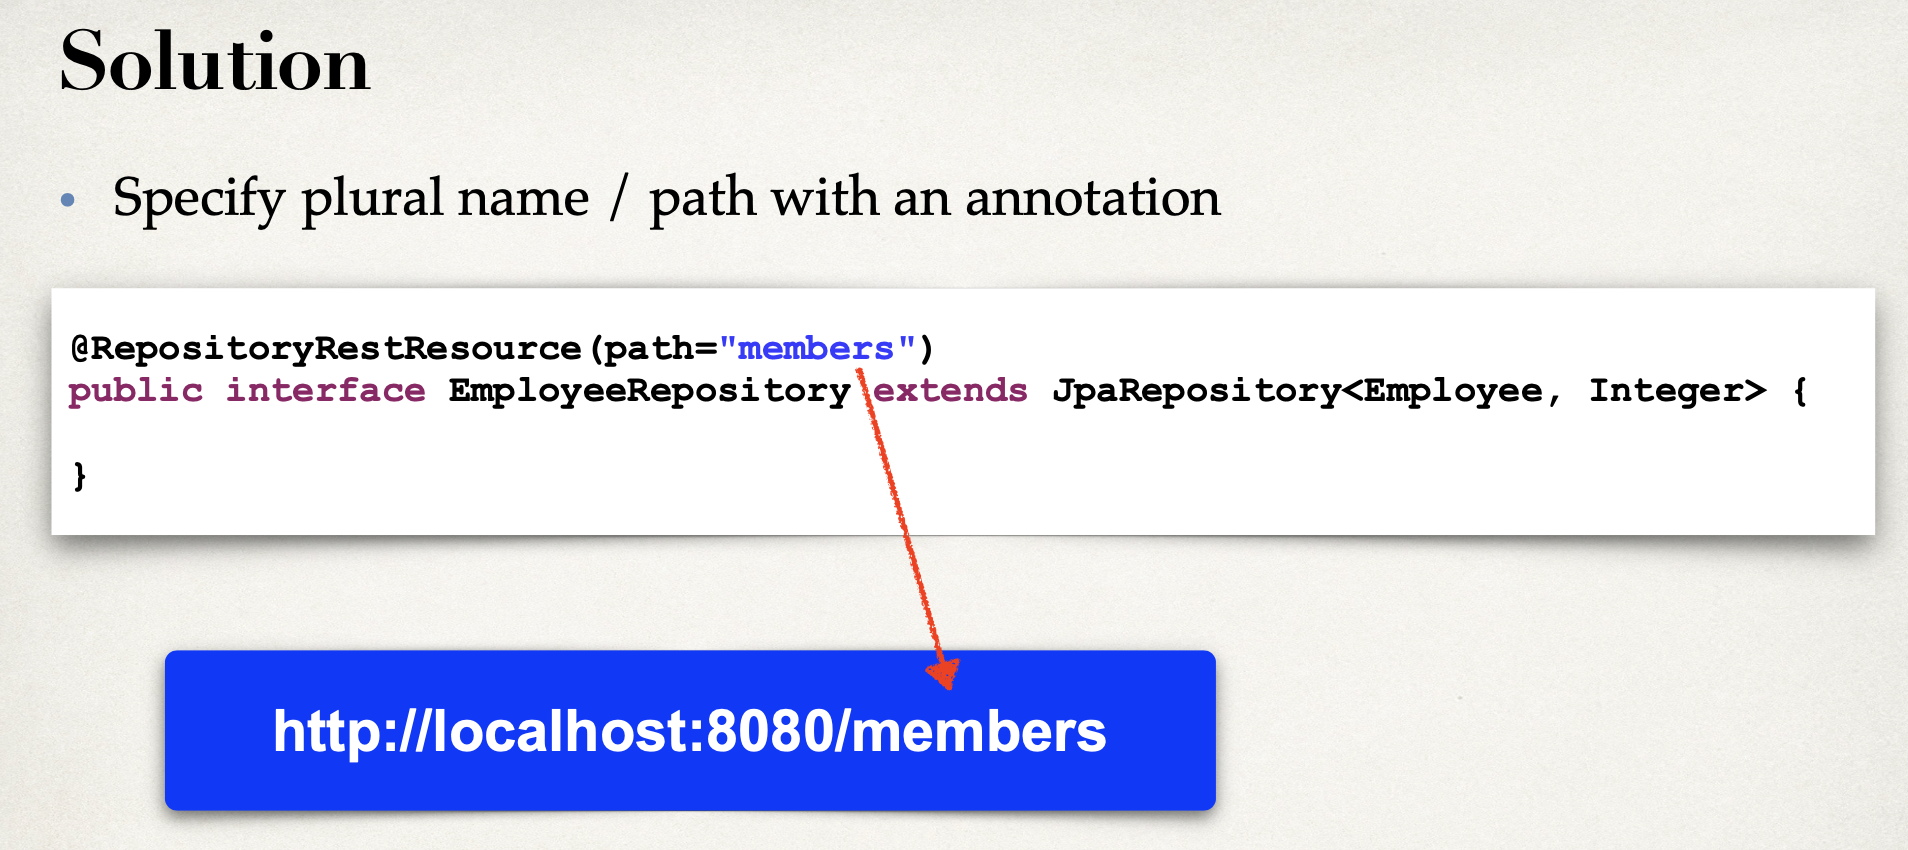 Solution
• Specify plural name / path with an annotation
@RepositoryRestResource(path="members")
public interface EmployeeRepository extends JpaRepository<Employee, Integer> {
}
http://localhost:8080/members